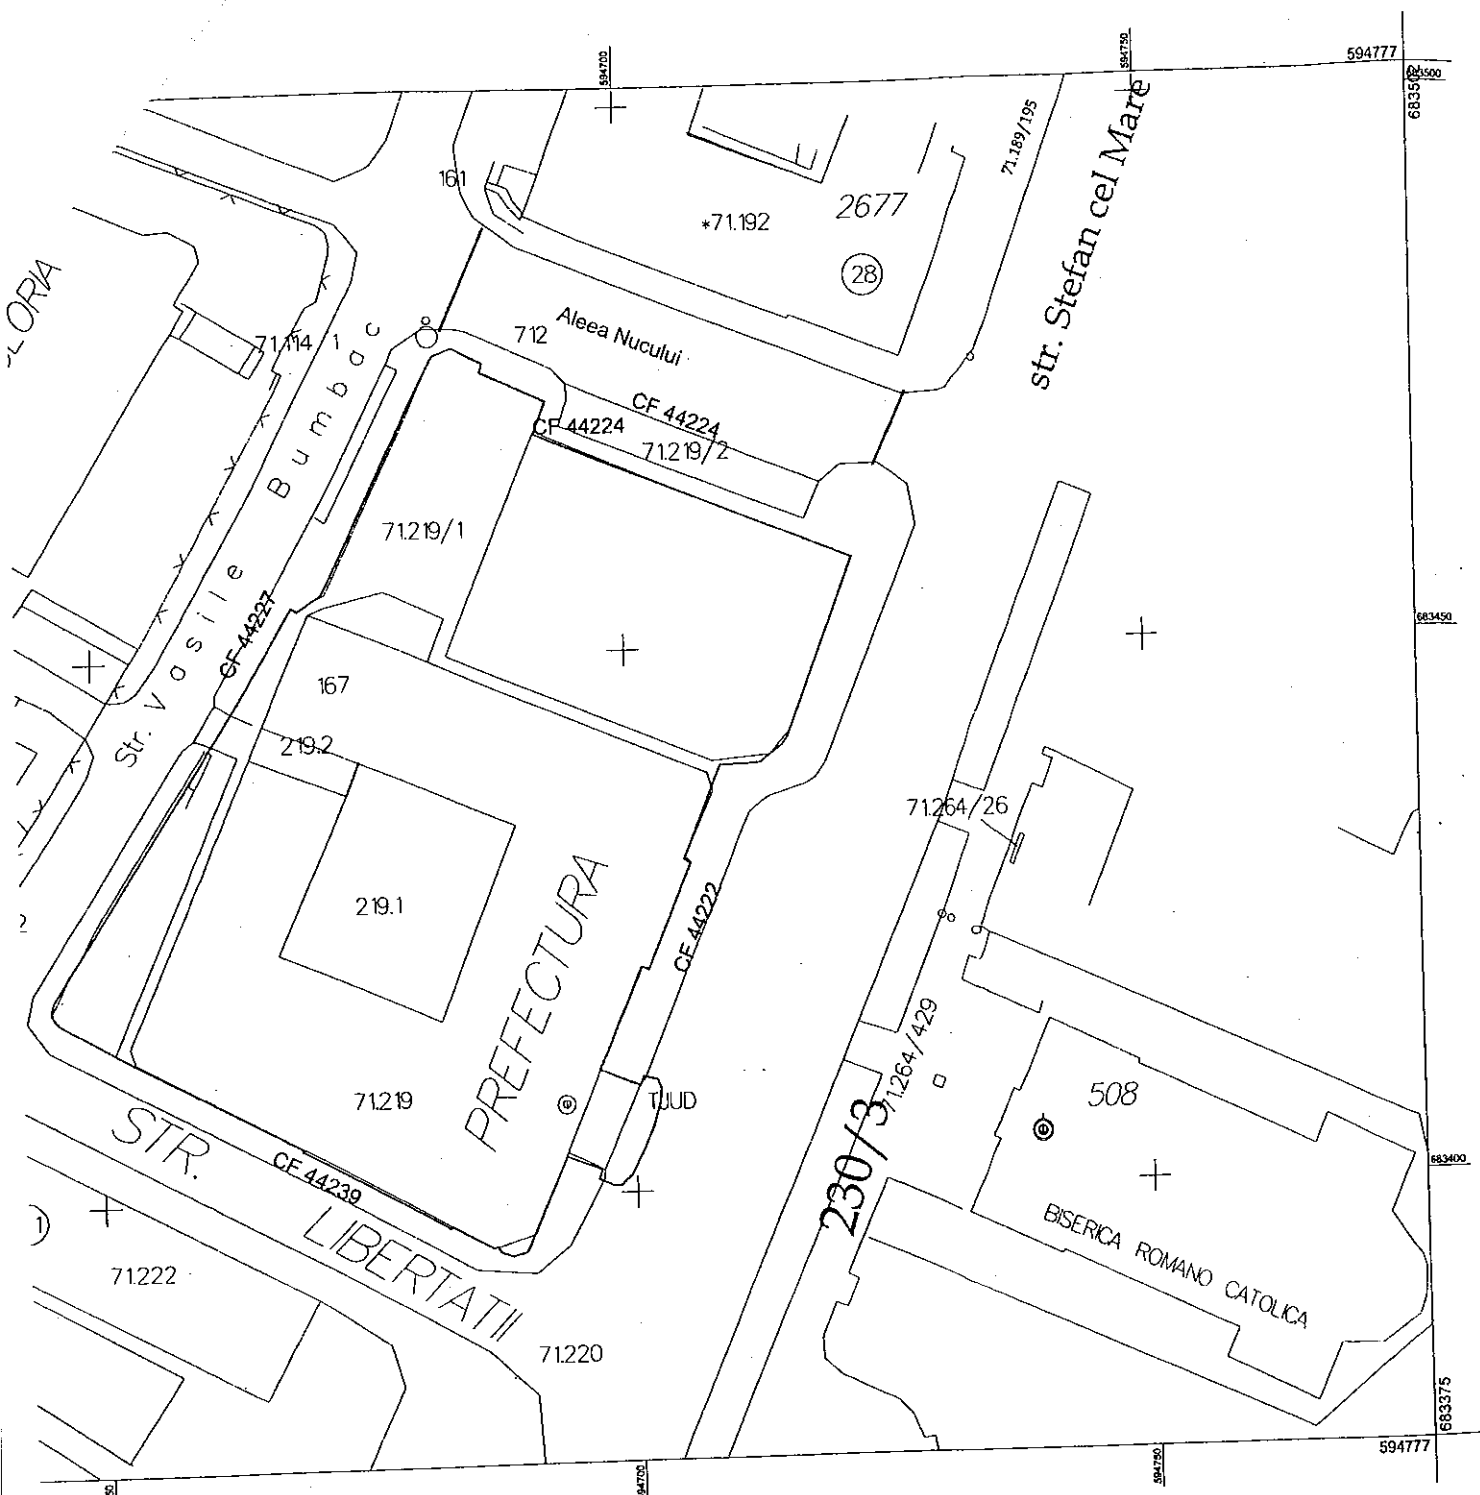 594700
594750
594777
683500
683502
71.189/195
str. Stefan cel Mare
161
2677
*71.192
28
71.114
1
712
Aleea Nucului
CF 44224
CF 44224
71.219/2
71.219/1
Str. Vasile Bumbac
CF 44227
683450
167
219.2
71.264/26
219.1
PREFECTURA
CF 44222
2
71.264/429
508
e
71.219
e
TJUD
230/3
683400
STR. LIBERTATII
CF 44239
BISERICA ROMANO CATOLICA
1
71.222
71.220
683375
594777
594750